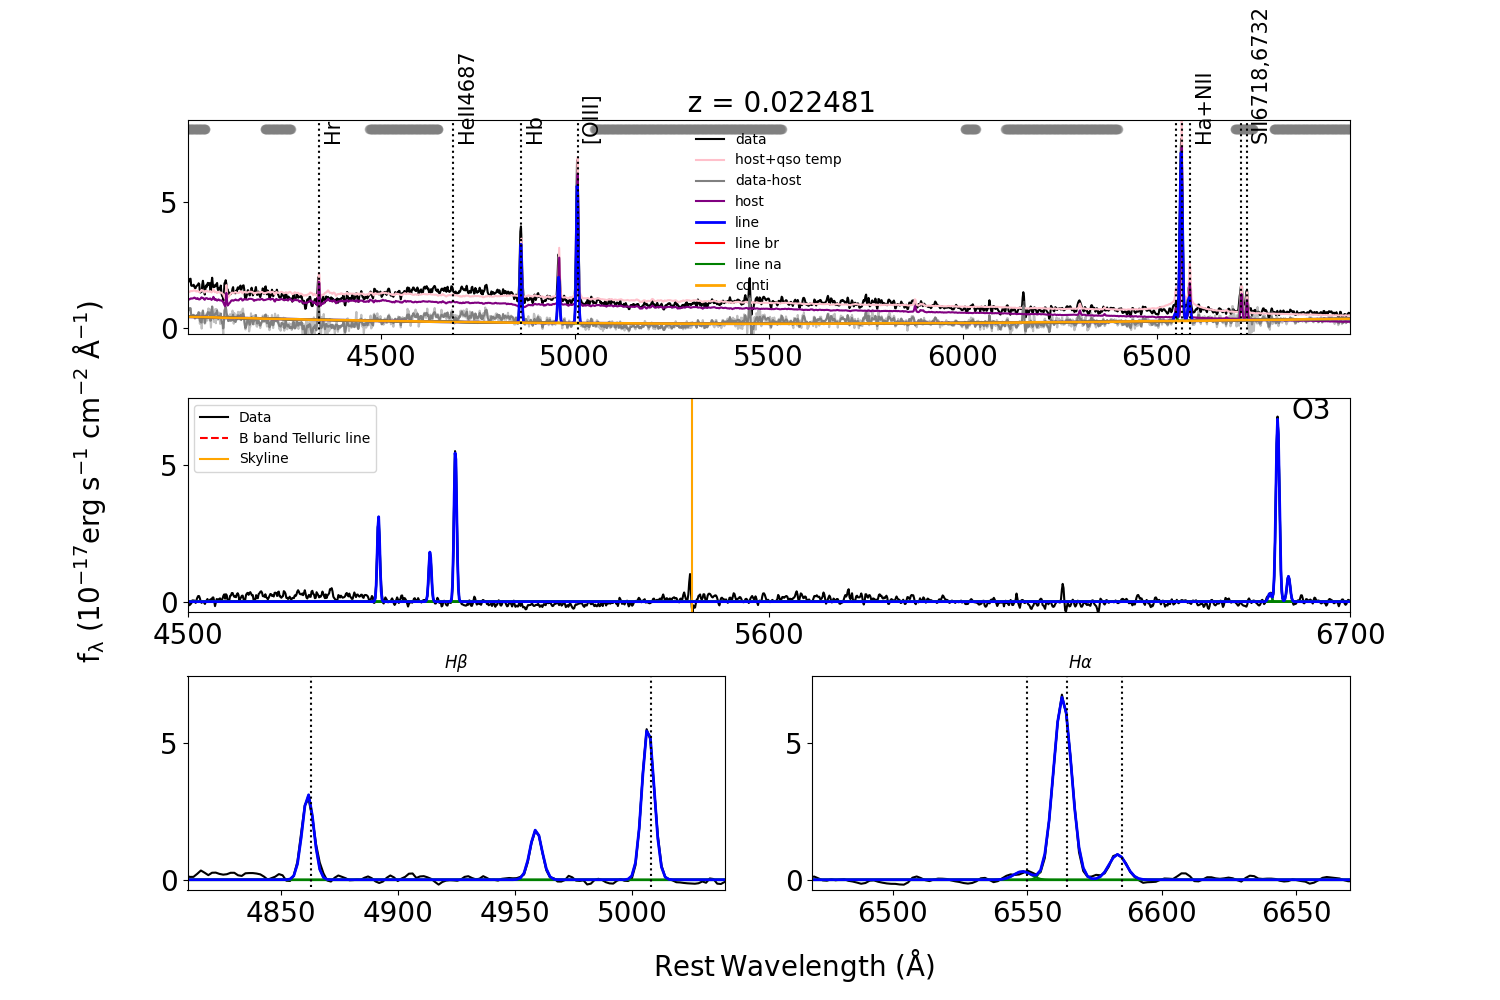 z = 0.022481
Hr
HeII4687
Hb
[OIII]
Ha+NII
SII6718,6732
data
host+qso temp
data-host
host
line
line br
line na
conti
5
0
4500 5000 5500 6000 6500
Data
B band Telluric line
Skyline
O3
5
0
4500 5600 6700
fλ (10⁻¹⁷erg s⁻¹ cm⁻² Å⁻¹)
Hβ
5
0
4850 4900 4950 5000
Hα
5
0
6500 6550 6600 6650
Rest Wavelength (Å)